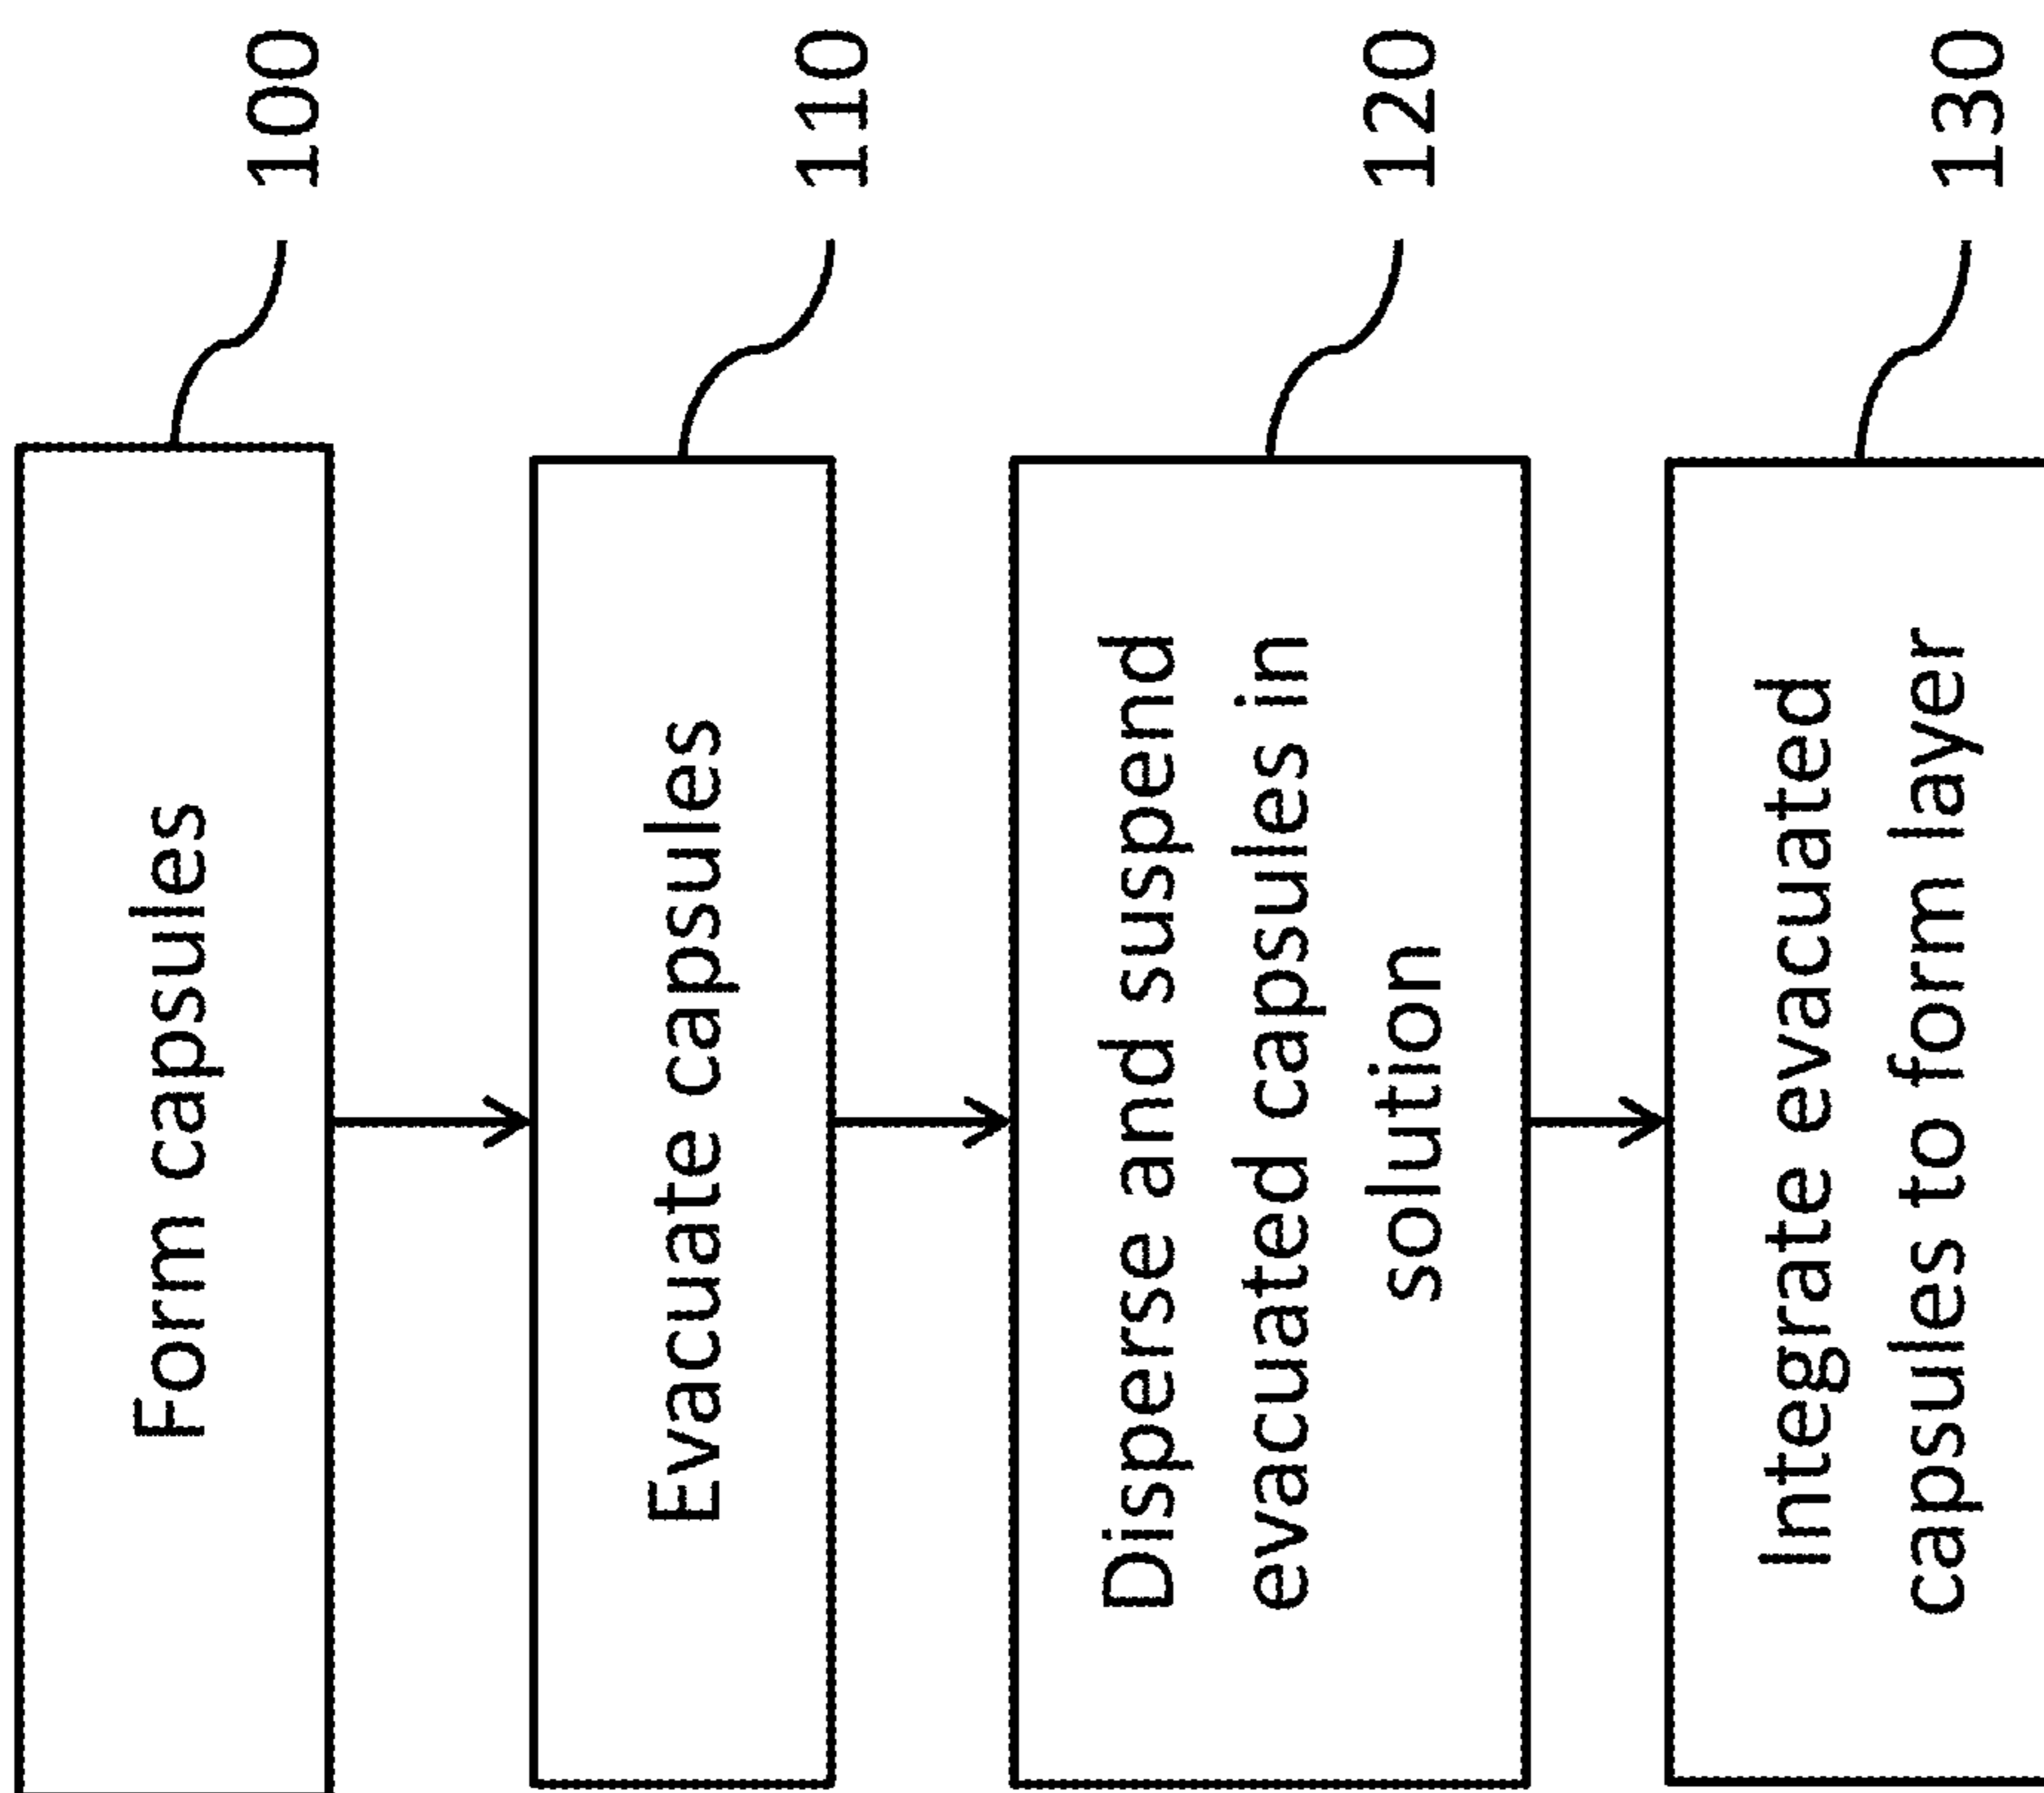 Form capsules
100
Evacuate capsules
110
Disperse and suspend
evacuated capsules in
solution
120
Integrate evacuated
capsules to form layer
130